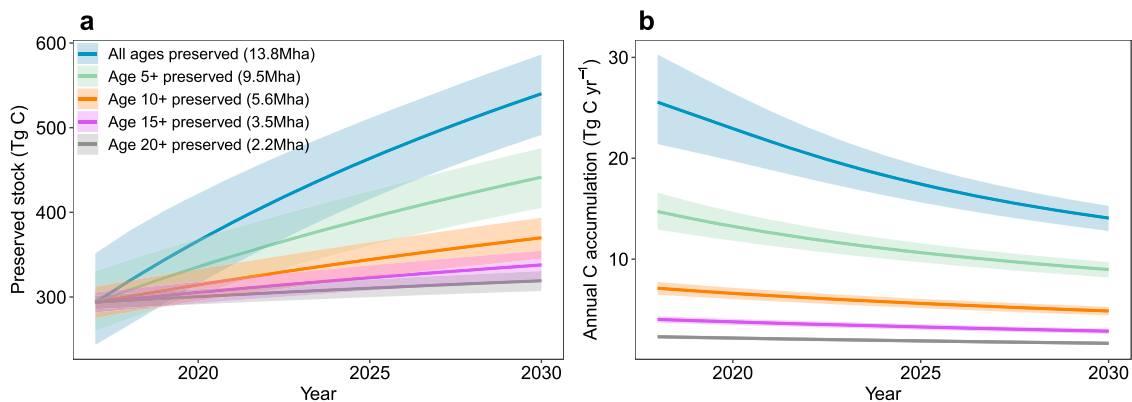 a
Preserved stock (Tg C)
600
500
400
300
All ages preserved (13.8Mha)
Age 5+ preserved (9.5Mha)
Age 10+ preserved (5.6Mha)
Age 15+ preserved (3.5Mha)
Age 20+ preserved (2.2Mha)
2020
2025
2030
Year
b
Annual C accumulation (Tg C yr⁻¹)
30
20
10
2020
2025
2030
Year